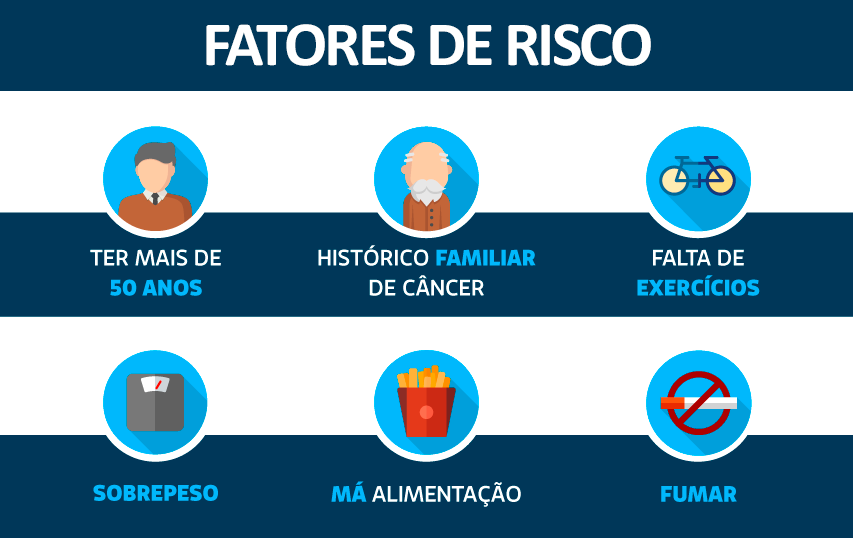 FATORES DE RISCO
TER MAIS DE
50 ANOS
HISTÓRICO FAMILIAR
DE CÂNCER
FALTA DE
EXERCÍCIOS
SOBREPESO
MÁ ALIMENTAÇÃO
FUMAR